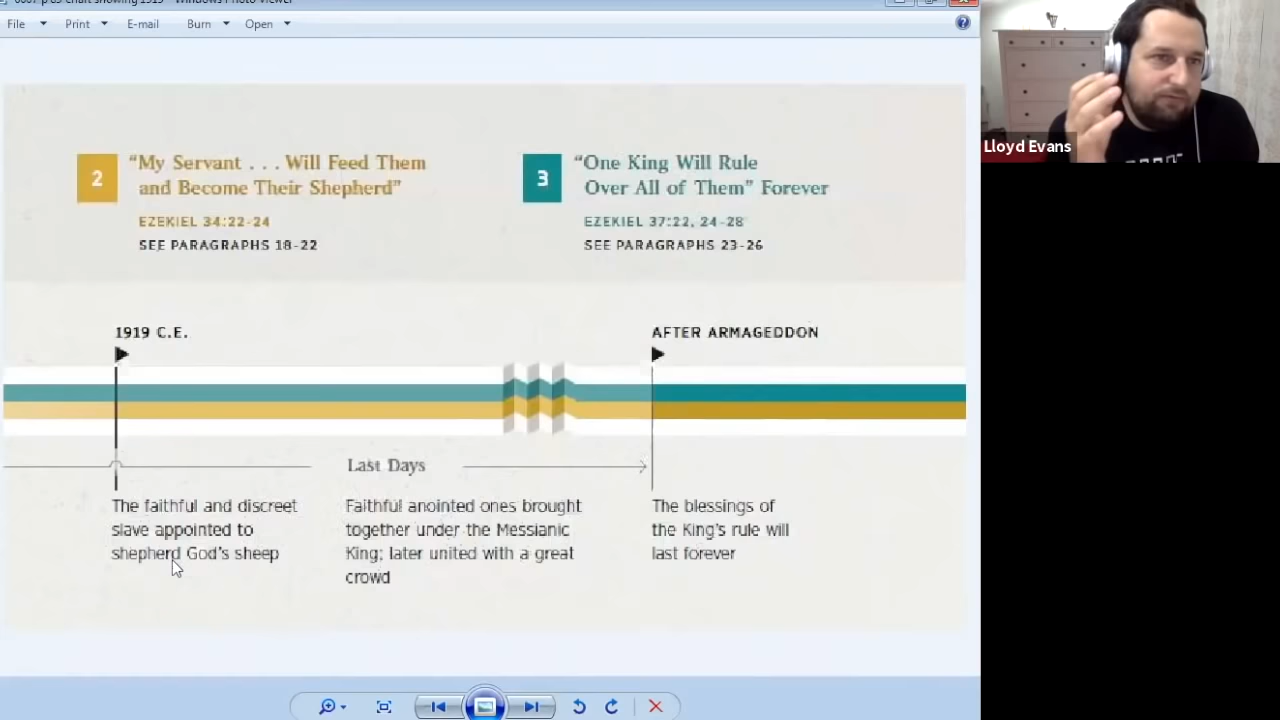 File
Print
E-mail
Burn
Open
2
"My Servant . . . Will Feed Them
and Become Their Shepherd"
EZEKIEL 34:22-24
SEE PARAGRAPHS 18-22
3
"One King Will Rule
Over All of Them" Forever
EZEKIEL 37:22, 24-28
SEE PARAGRAPHS 23-26
1919 C.E.
AFTER ARMAGEDDON
Last Days
The faithful and discreet
slave appointed to
shepherd God's sheep
Faithful anointed ones brought
together under the Messianic
King; later united with a great
crowd
The blessings of
the King's rule will
last forever
Lloyd Evans